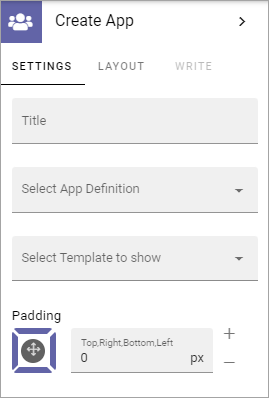 Create App
SETTINGS LAYOUT WRITE
Title
Select App Definition
Select Template to show
Padding
Top,Right,Bottom,Left
0 px